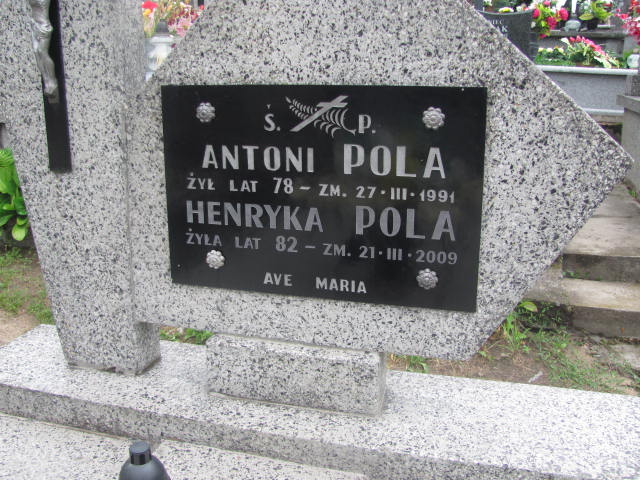 Ś. P.
ANTONI POLA
ŻYŁ LAT 78 – ZM. 27·III·1991
HENRYKA POLA
ŻYŁA LAT 82 – ZM. 21·III·2009
AVE MARIA